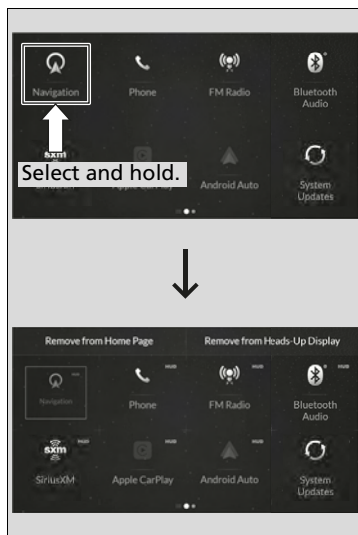 Navigation
Phone
FM Radio
Bluetooth
Audio
Select and hold.
Android Auto
System
Updates
Remove from Home Page
Remove from Heads-Up Display
Navigation
Phone
FM Radio
Bluetooth
Audio
sxm
SiriusXM
Apple CarPlay
Android Auto
System
Updates